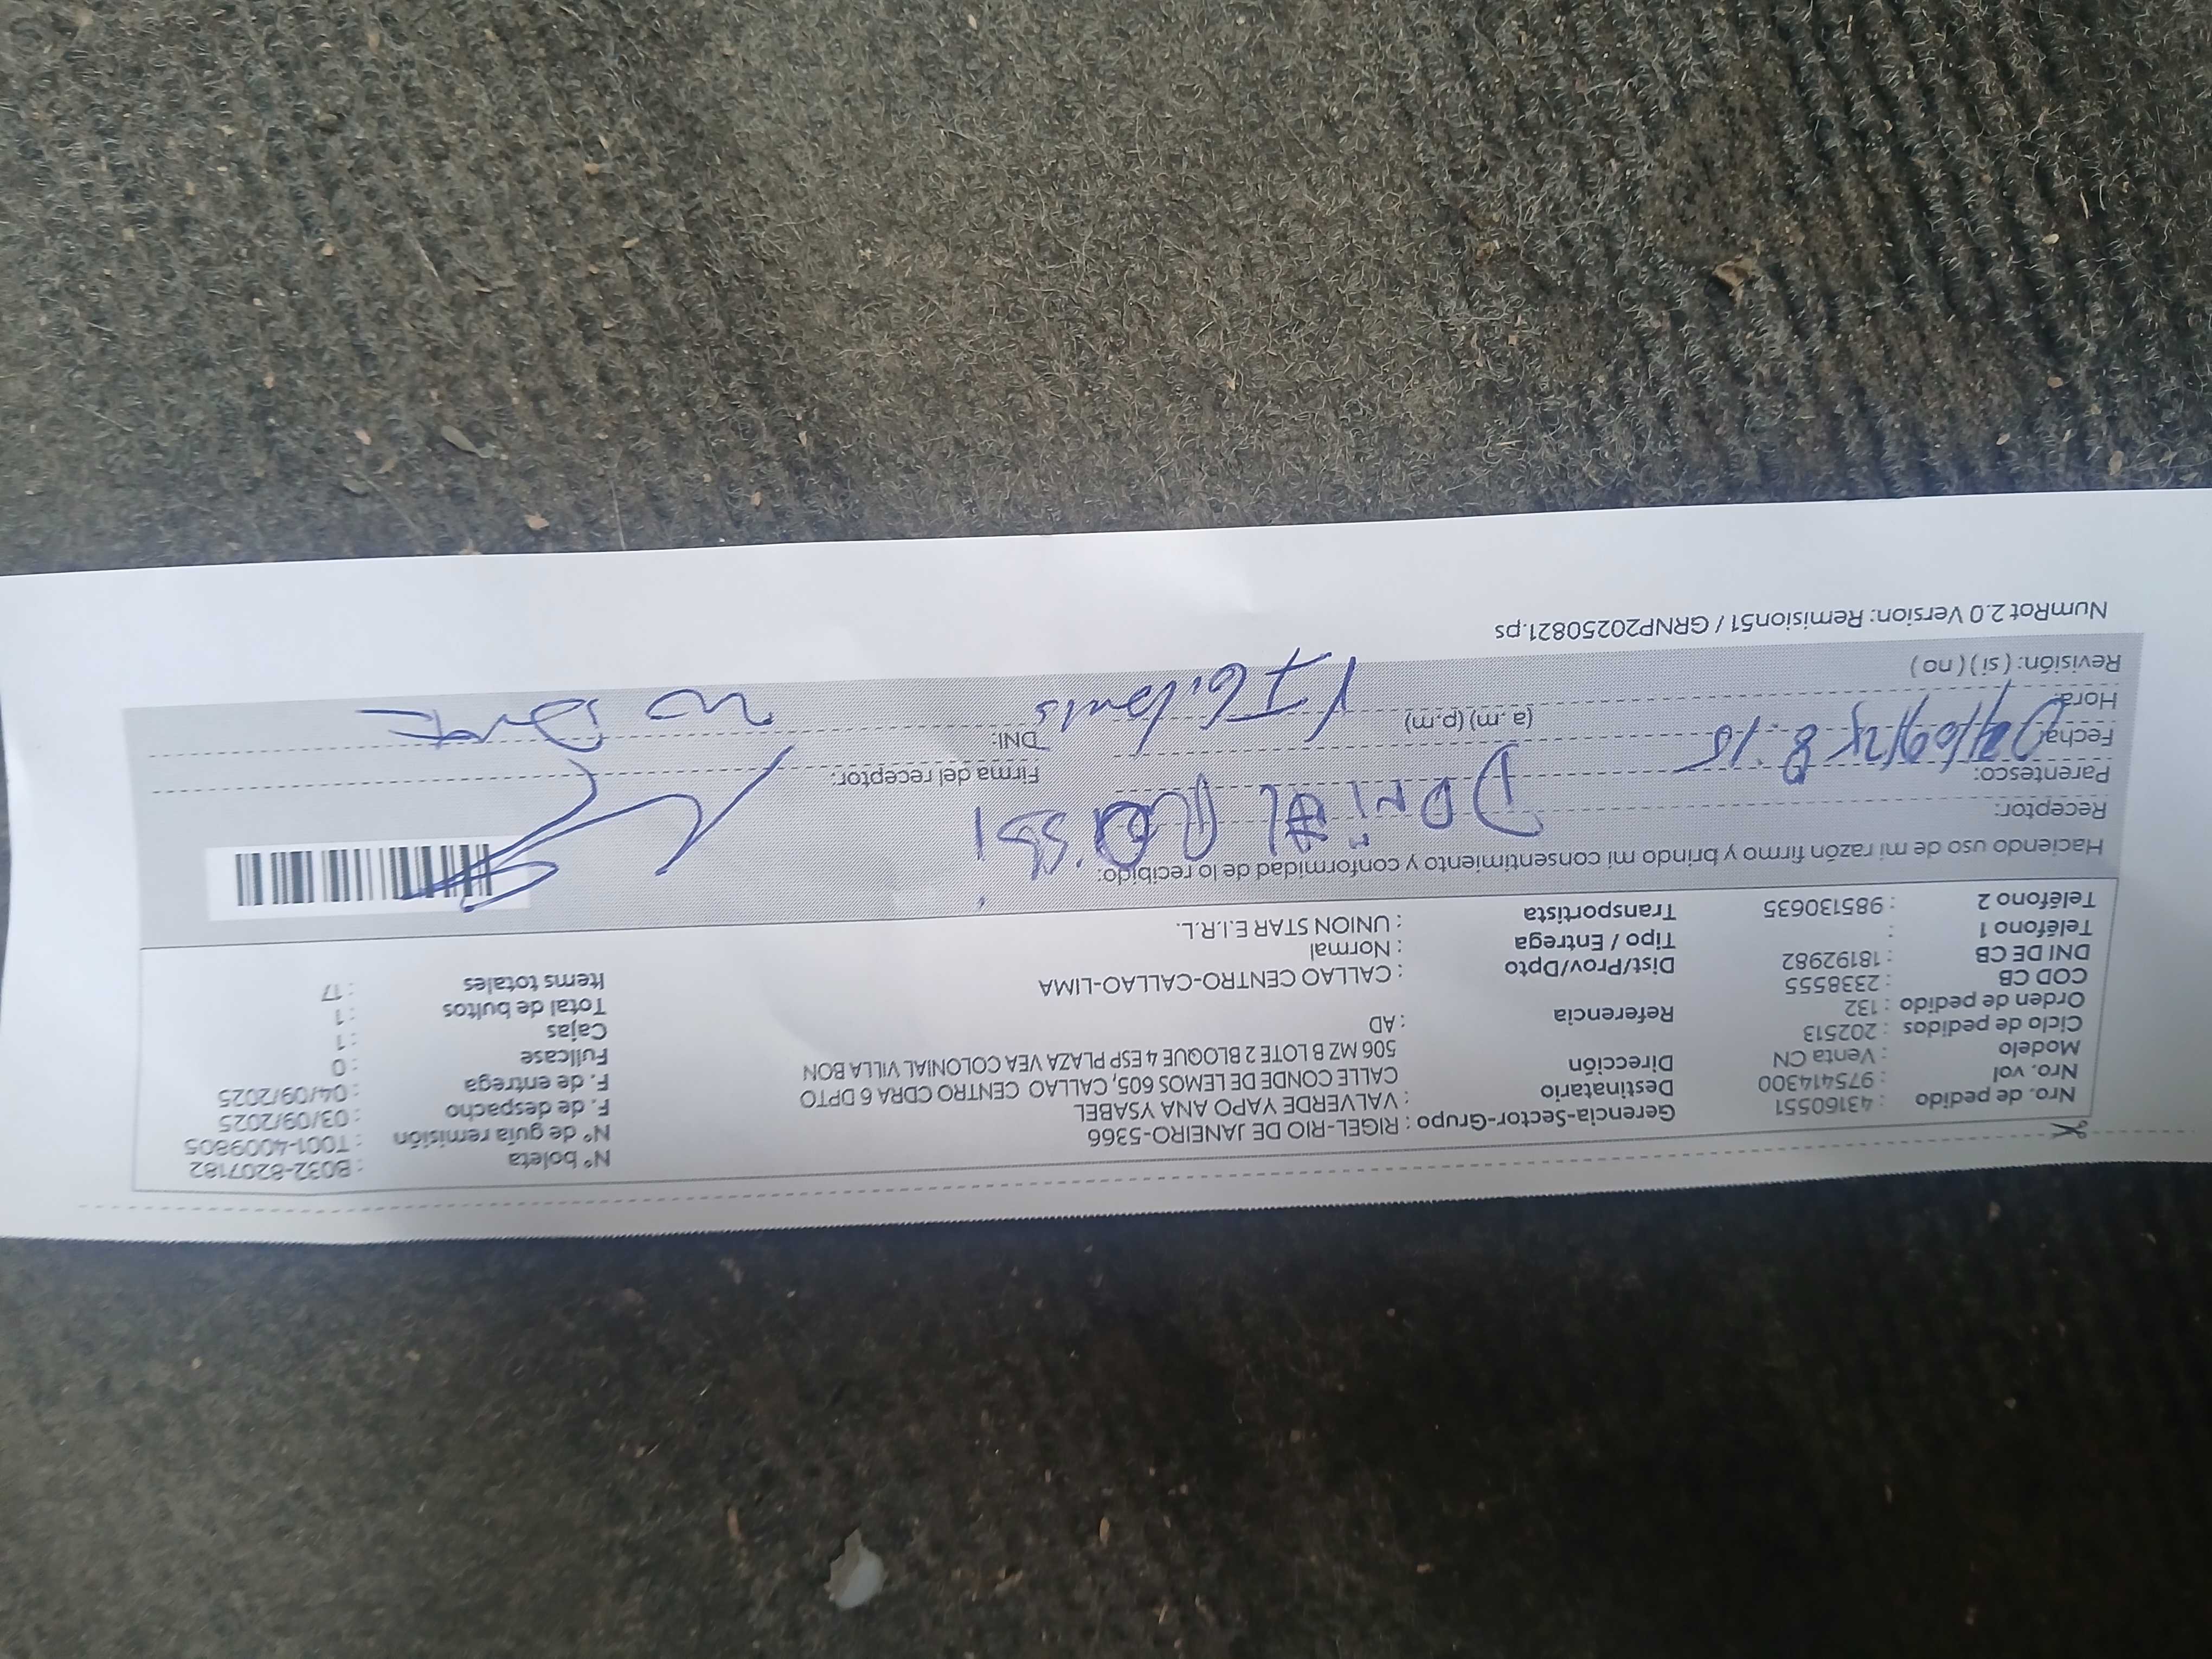 Nro. de pedido : 43160551
Nro. vol. : 975414300
Modelo : Venta CN
Ciclo de pedidos : 202513
Orden de pedido : 132
COD CB : 2338555
DNI DE CB : 18192982
Teléfono 1 :
Teléfono 2 : 985130635
Gerencia-Sector-Grupo : RIGEL-RIO DE JANEIRO-5366
Destinatario : VALVERDE YAPO ANA YSABEL
Dirección CALLE CONDE DE LEMOS 605, CALLAO CENTRO CDRA 6 DPTO
506 MZ B LOTE 2 BLOQUE 4 ESP PLAZA VEA COLONIAL VILLA BON
Referencia : AD
Dist/Prov/Dpto : CALLAO CENTRO-CALLAO-LIMA
Tipo / Entrega : Normal
Transportista : UNION STAR E.I.R.L.
N° boleta : B032-8207182
N° de guía remisión : T001-4009805
F. de despacho : 03/09/2025
F. de entrega : 04/09/2025
Fullcase : 0
Cajas : 1
Total de bultos : 1
Items totales : 17
Haciendo uso de mi razón firmo y brindo mi consentimiento y conformidad de lo recibido:
Receptor:
Parentesco:
Fecha: 04/09/25 8:15
Hora: (a. m) (p.m)
Revisión: ( si ) ( no )
Firma del receptor:
DNI:
NumRot 2.0 Version: Remision51 / GRNP20250821.ps